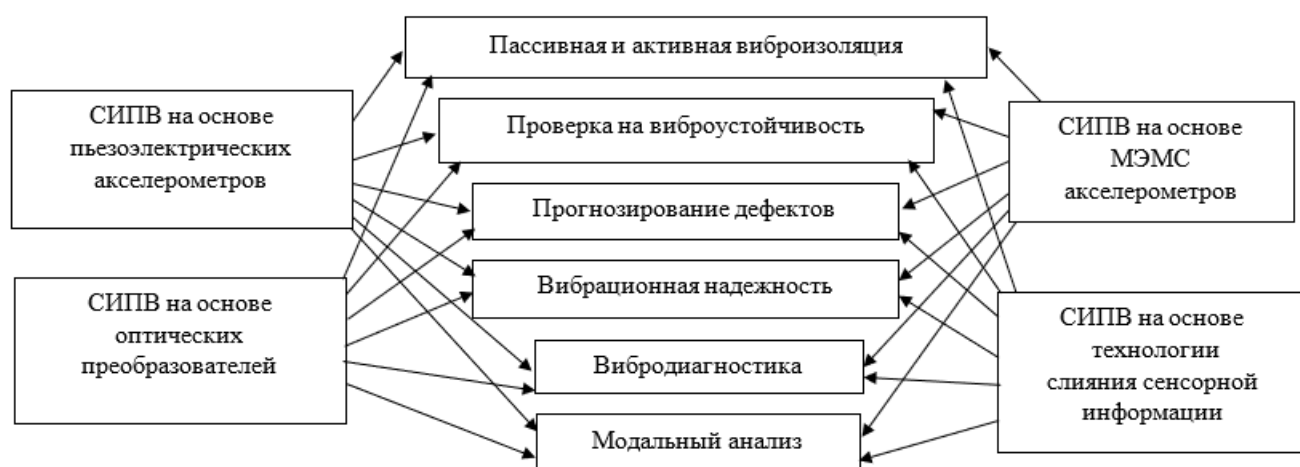 Пассивная и активная виброизоляция
СИПВ на основе
пьезоэлектрических
акселерометров
Проверка на виброустойчивость
СИПВ на основе
МЭМС
акселерометров
Прогнозирование дефектов
СИПВ на основе
оптических
преобразователей
Вибрационная надежность
СИПВ на основе
технологии
слияния сенсорной
информации
Вибродиагностика
Модальный анализ